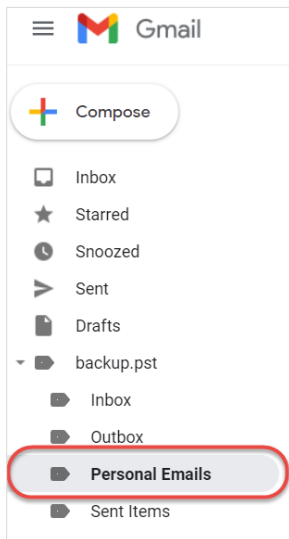 Gmail
Compose
Inbox
Starred
Snoozed
Sent
Drafts
backup.pst
Inbox
Outbox
Personal Emails
Sent Items